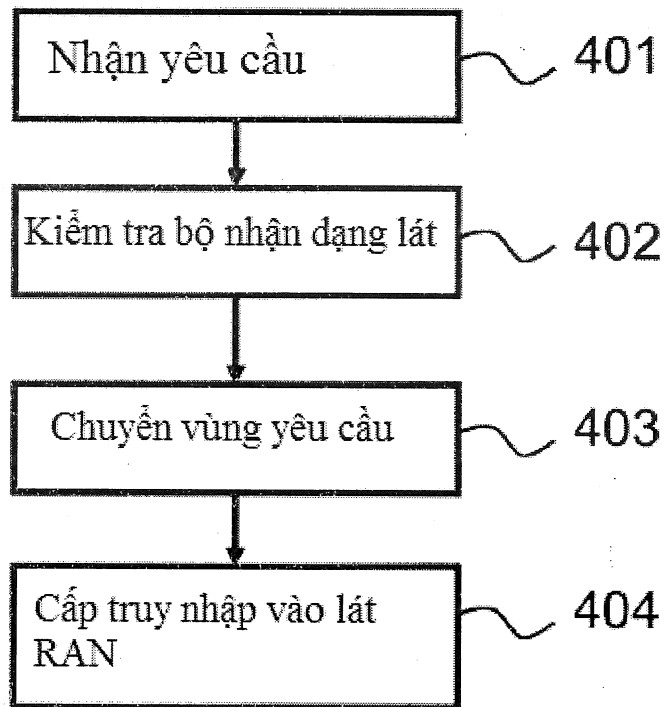 Nhận yêu cầu
401
Kiểm tra bộ nhận dạng lát
402
Chuyển vùng yêu cầu
403
Cấp truy nhập vào lát
RAN
404